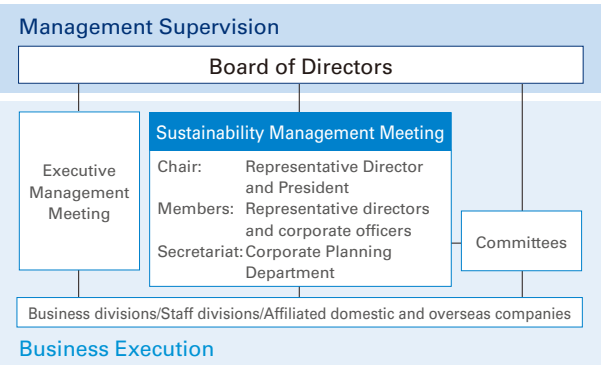 Management Supervision
Board of Directors
Executive
Management
Meeting
Sustainability Management Meeting
Chair: Representative Director
and President
Members: Representative directors
and corporate officers
Secretariat: Corporate Planning
Department
Committees
Business divisions/Staff divisions/Affiliated domestic and overseas companies
Business Execution